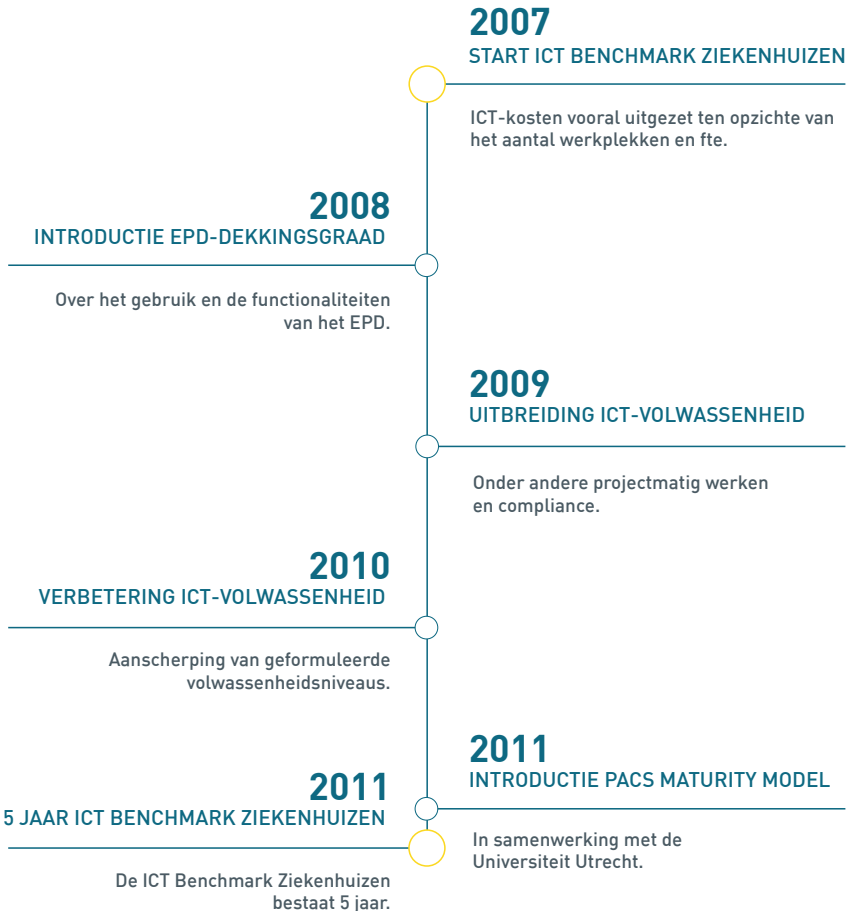 2007
START ICT BENCHMARK ZIEKENHUIZEN
ICT-kosten vooral uitgezet ten opzichte van
het aantal werkplekken en fte.
2008
INTRODUCTIE EPD-DEKKINGSGRAAD
Over het gebruik en de functionaliteiten
van het EPD.
2009
UITBREIDING ICT-VOLWASSENHEID
Onder andere projectmatig werken
en compliance.
2010
VERBETERING ICT-VOLWASSENHEID
Aanscherping van geformuleerde
volwassenheidsniveaus.
2011
INTRODUCTIE PACS MATURITY MODEL
In samenwerking met de
Universiteit Utrecht.
2011
5 JAAR ICT BENCHMARK ZIEKENHUIZEN
De ICT Benchmark Ziekenhuizen
bestaat 5 jaar.